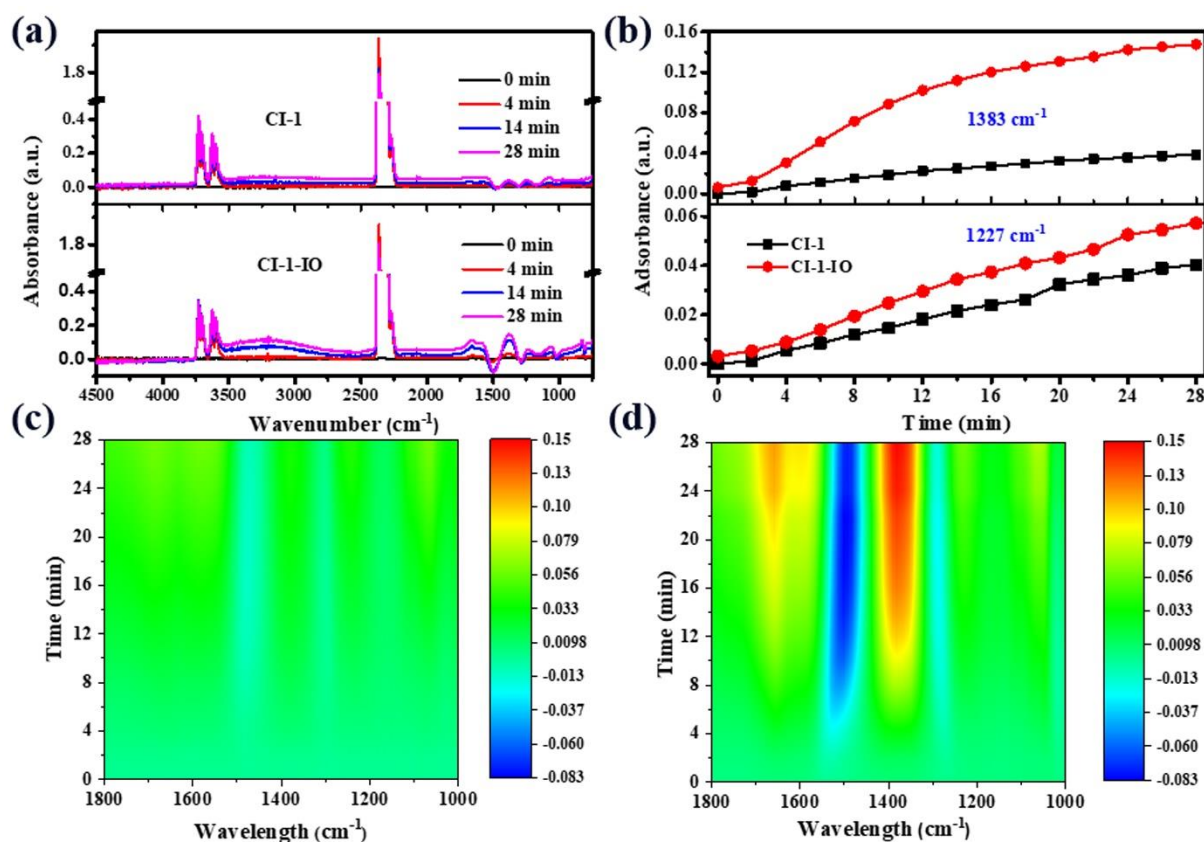 (a)
Absorbance (a.u.)
1.8
0.4
0.2
0.0
CI-1
0 min
4 min
14 min
28 min
1.8
0.4
0.2
0.0
CI-1-IO
0 min
4 min
14 min
28 min
4500 3500 3000 2500 2000 1500 1000
Wavenumber (cm-1)
(b)
Adsorbance (a.u.)
0.16
0.12
0.08
0.04
0.00
1383 cm-1
0.06
0.04
0.02
0.00
1227 cm-1
CI-1
CI-1-IO
0 4 8 12 16 20 24 28
Time (min)
(c)
Time (min)
28
24
20
16
12
8
4
0
1800 1600 1400 1200 1000
Wavelength (cm-1)
0.15
0.13
0.10
0.079
0.056
0.033
0.0098
-0.013
-0.037
-0.060
-0.083
(d)
Time (min)
28
24
20
16
12
8
4
0
1800 1600 1400 1200 1000
Wavelength (cm-1)
0.15
0.13
0.10
0.079
0.056
0.033
0.0098
-0.013
-0.037
-0.060
-0.083